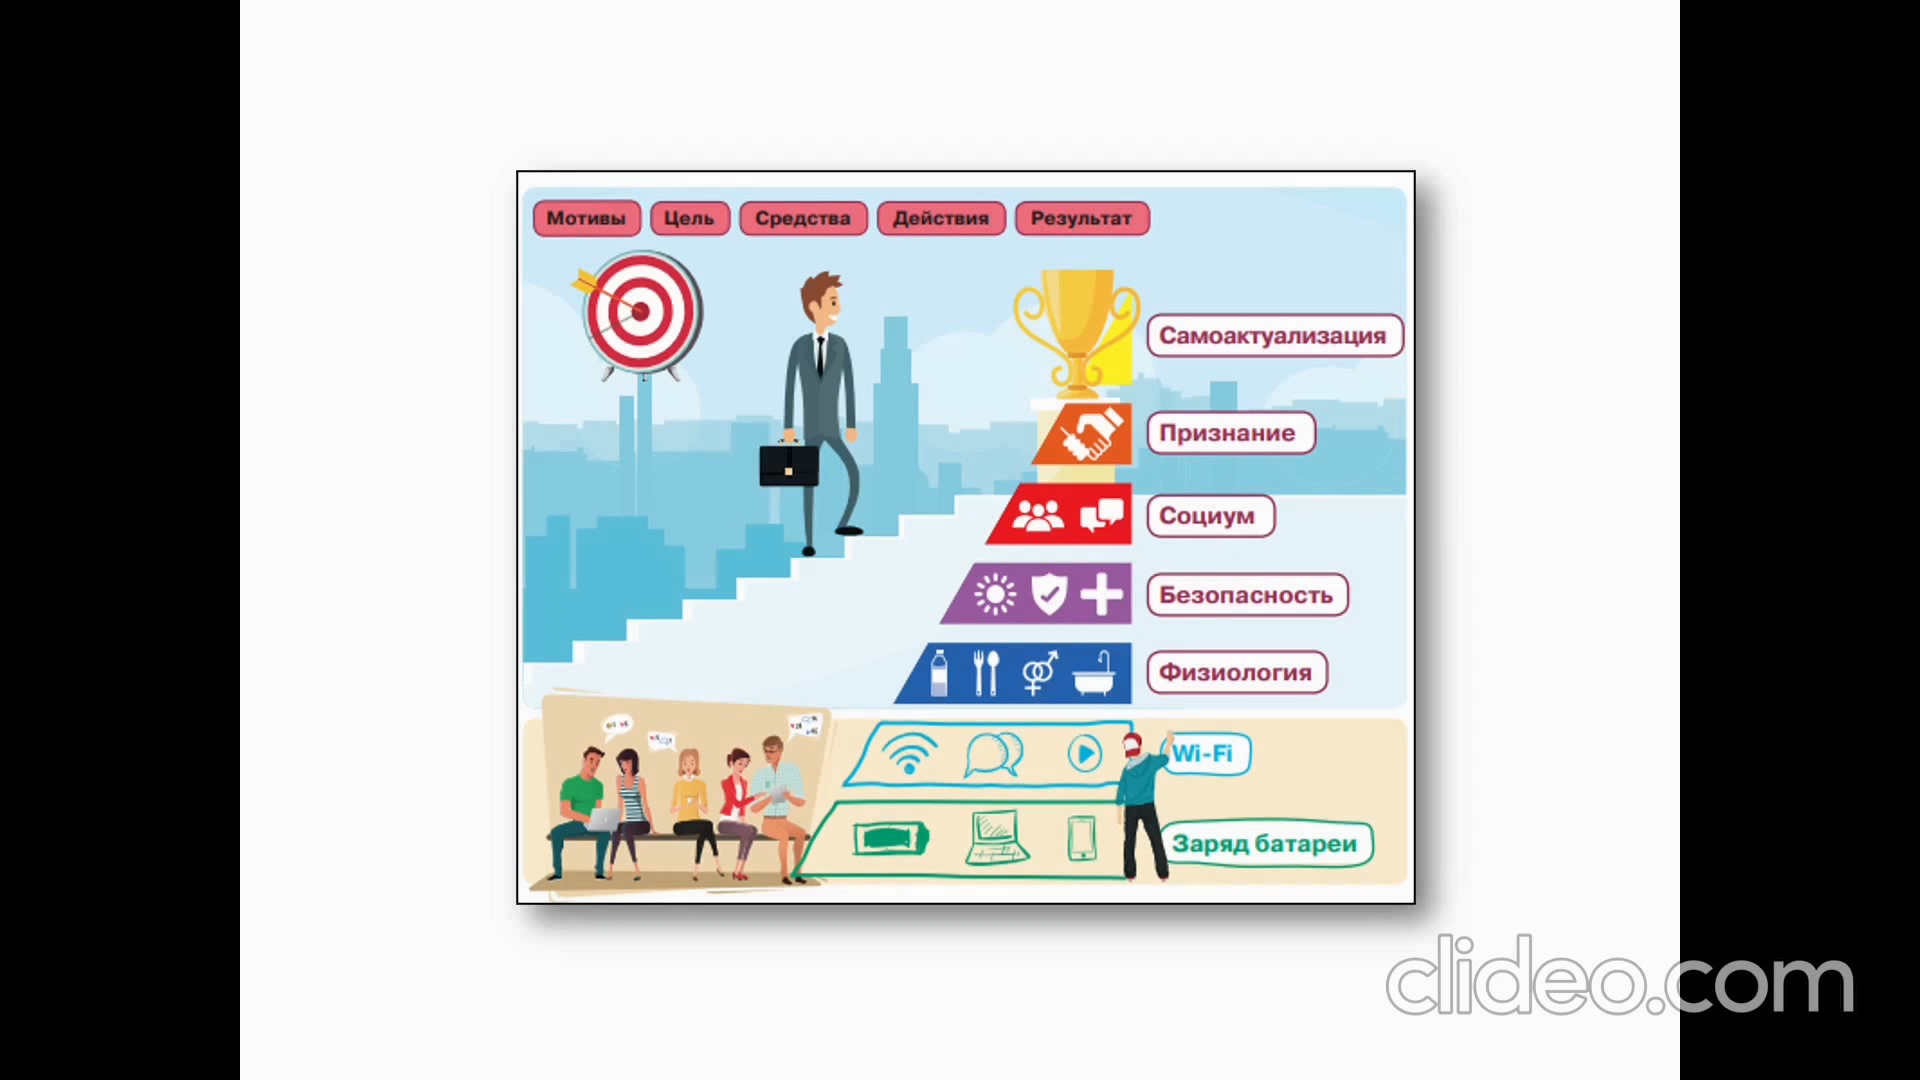 Мотивы
Цель
Средства
Действия
Результат
Самоактуализация
Признание
Социум
Безопасность
Физиология
Wi-Fi
Заряд батареи
clideo.com